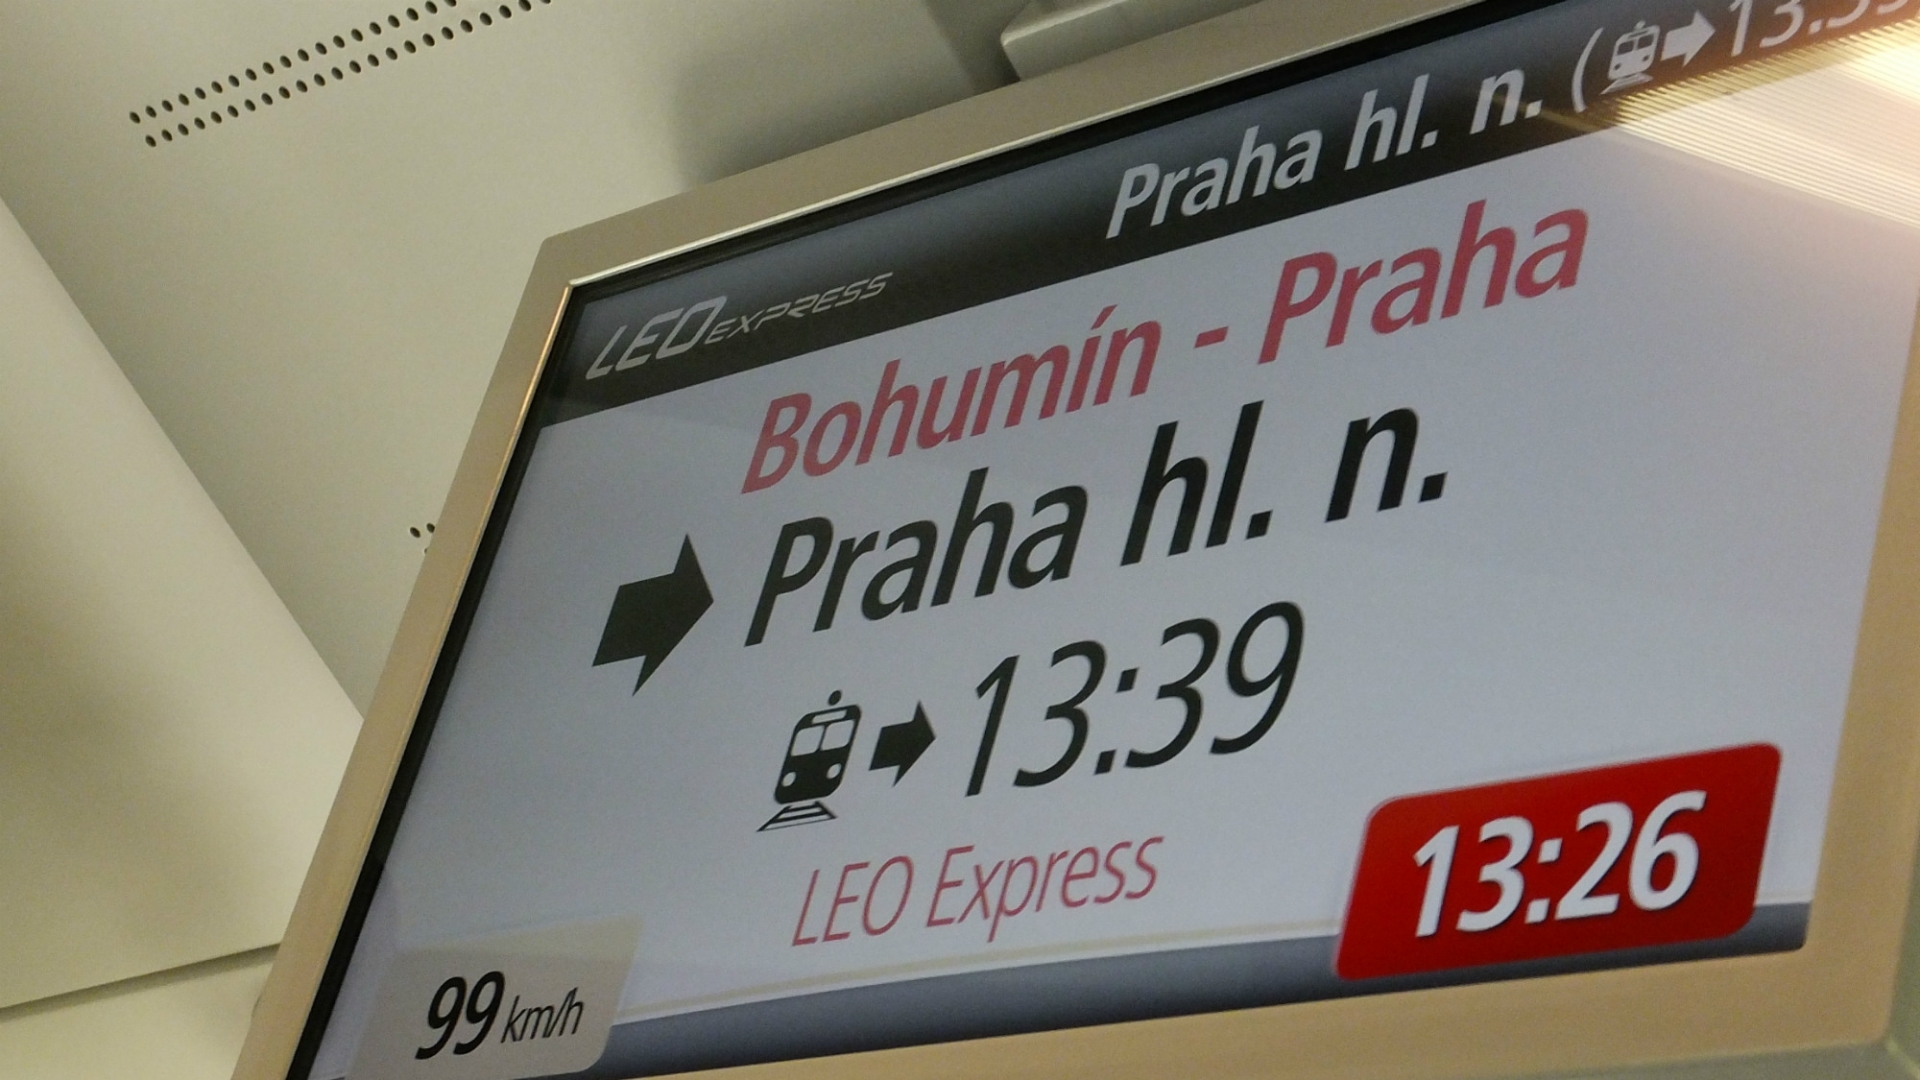 LEO EXPRESS
Praha hl. n. (
Bohumín - Praha
Praha hl. n.
13:39
LEO Express
13:26
99 km/h